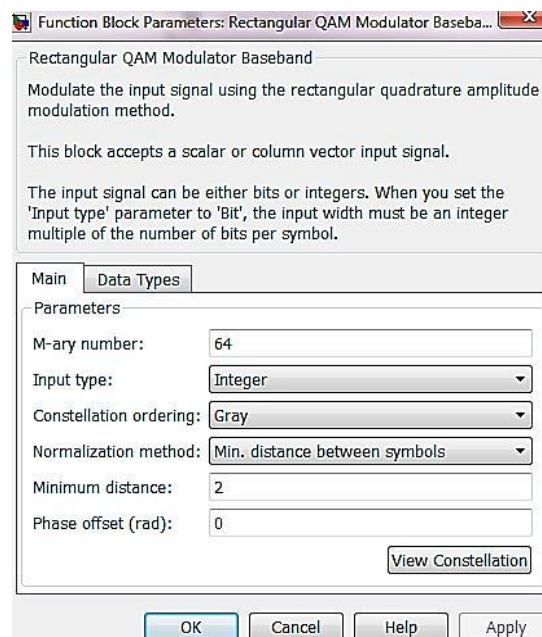 Function Block Parameters: Rectangular QAM Modulator Baseba...
Rectangular QAM Modulator Baseband
Modulate the input signal using the rectangular quadrature amplitude
modulation method.
This block accepts a scalar or column vector input signal.
The input signal can be either bits or integers. When you set the
'Input type' parameter to 'Bit', the input width must be an integer
multiple of the number of bits per symbol.
Main Data Types
Parameters
M-ary number: 64
Input type: Integer
Constellation ordering: Gray
Normalization method: Min. distance between symbols
Minimum distance: 2
Phase offset (rad): 0
View Constellation
OK Cancel Help Apply